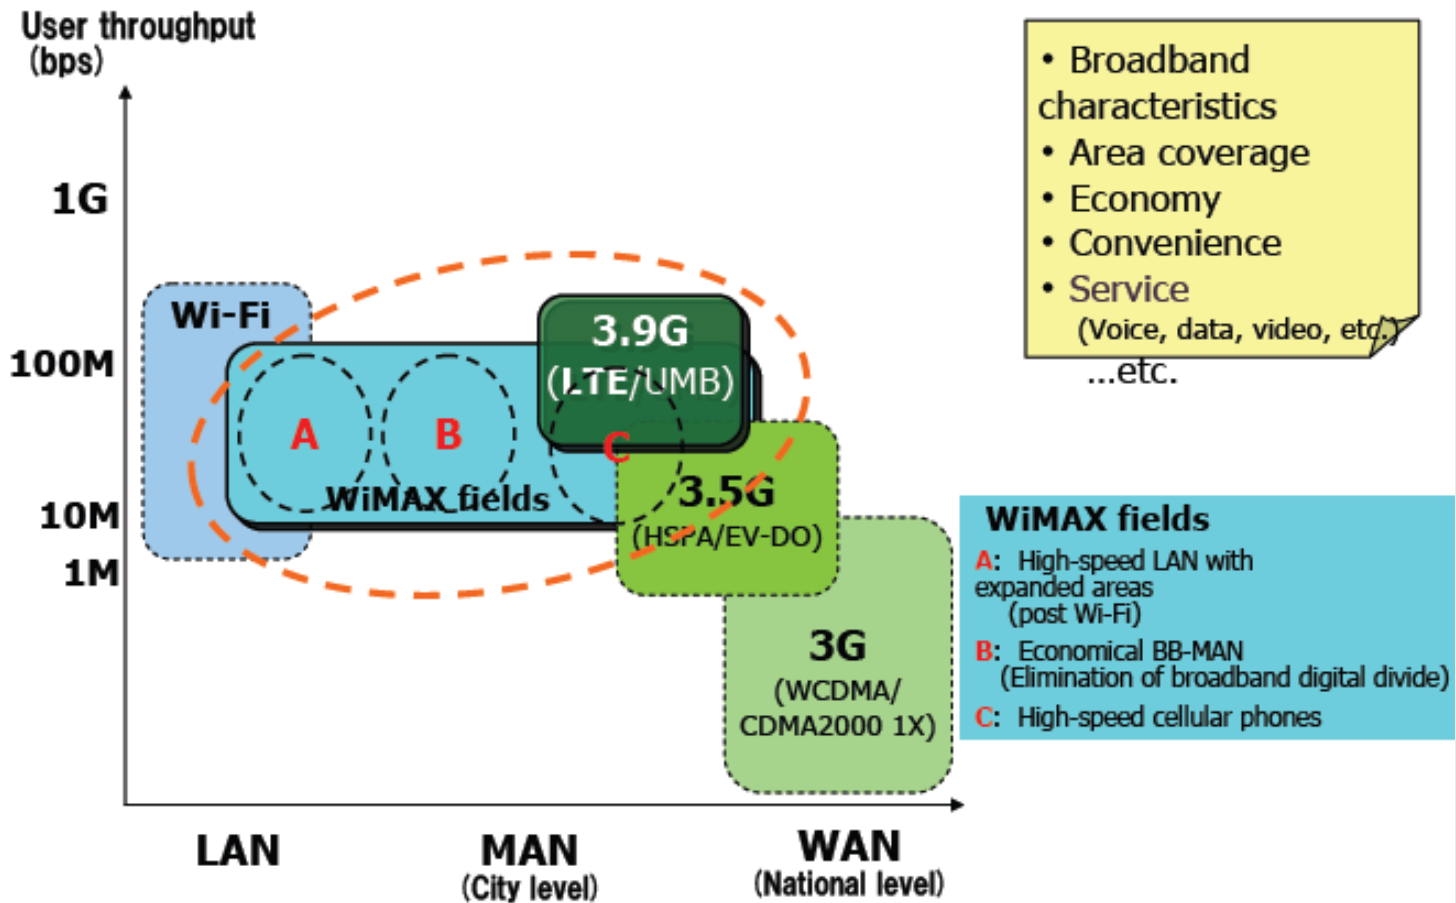 User throughput
(bps)
1G
100M
10M
1M
Wi-Fi
3.9G
(LTE/UMB)
A
B
C
WiMAX fields
3.5G
(HSPA/EV-DO)
3G
(WCDMA/
CDMA2000 1X)
LAN
MAN
(City level)
WAN
(National level)
• Broadband
characteristics
• Area coverage
• Economy
• Convenience
• Service
(Voice, data, video, etc.)
...etc.
WiMAX fields
A: High-speed LAN with
expanded areas
(post Wi-Fi)
B: Economical BB-MAN
(Elimination of broadband digital divide)
C: High-speed cellular phones